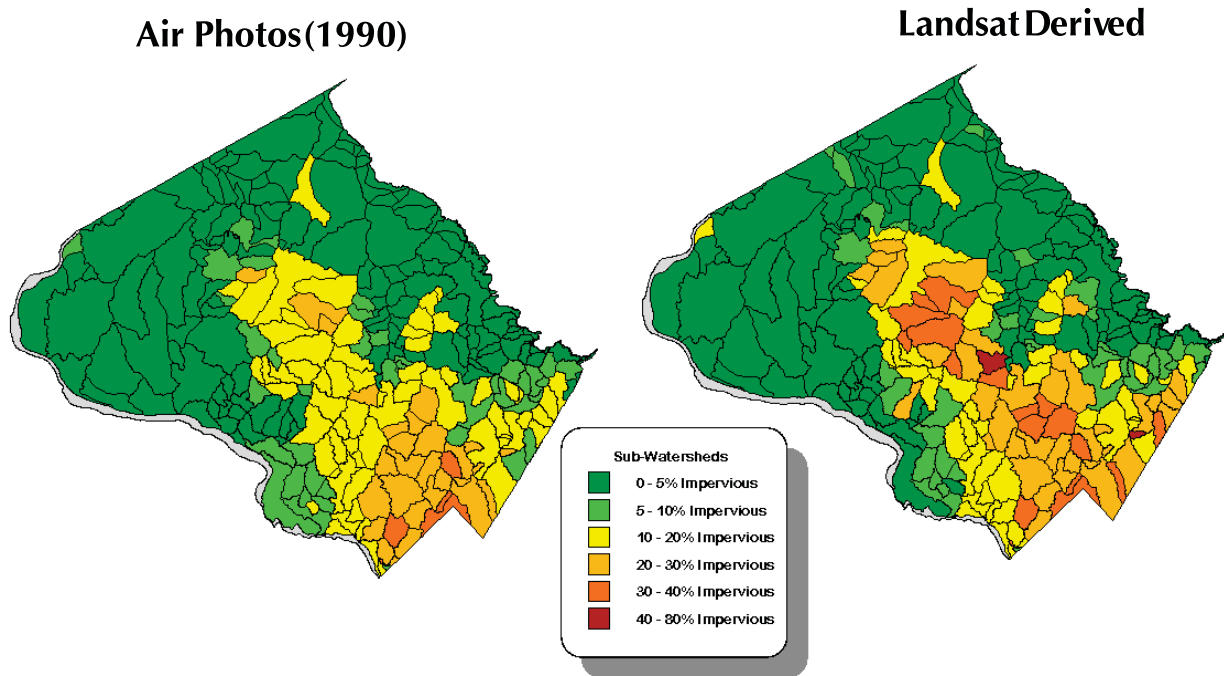 Air Photos (1990)
Landsat Derived
Sub-Watersheds
0 - 5% Impervious
5 - 10% Impervious
10 - 20% Impervious
20 - 30% Impervious
30 - 40% Impervious
40 - 80% Impervious